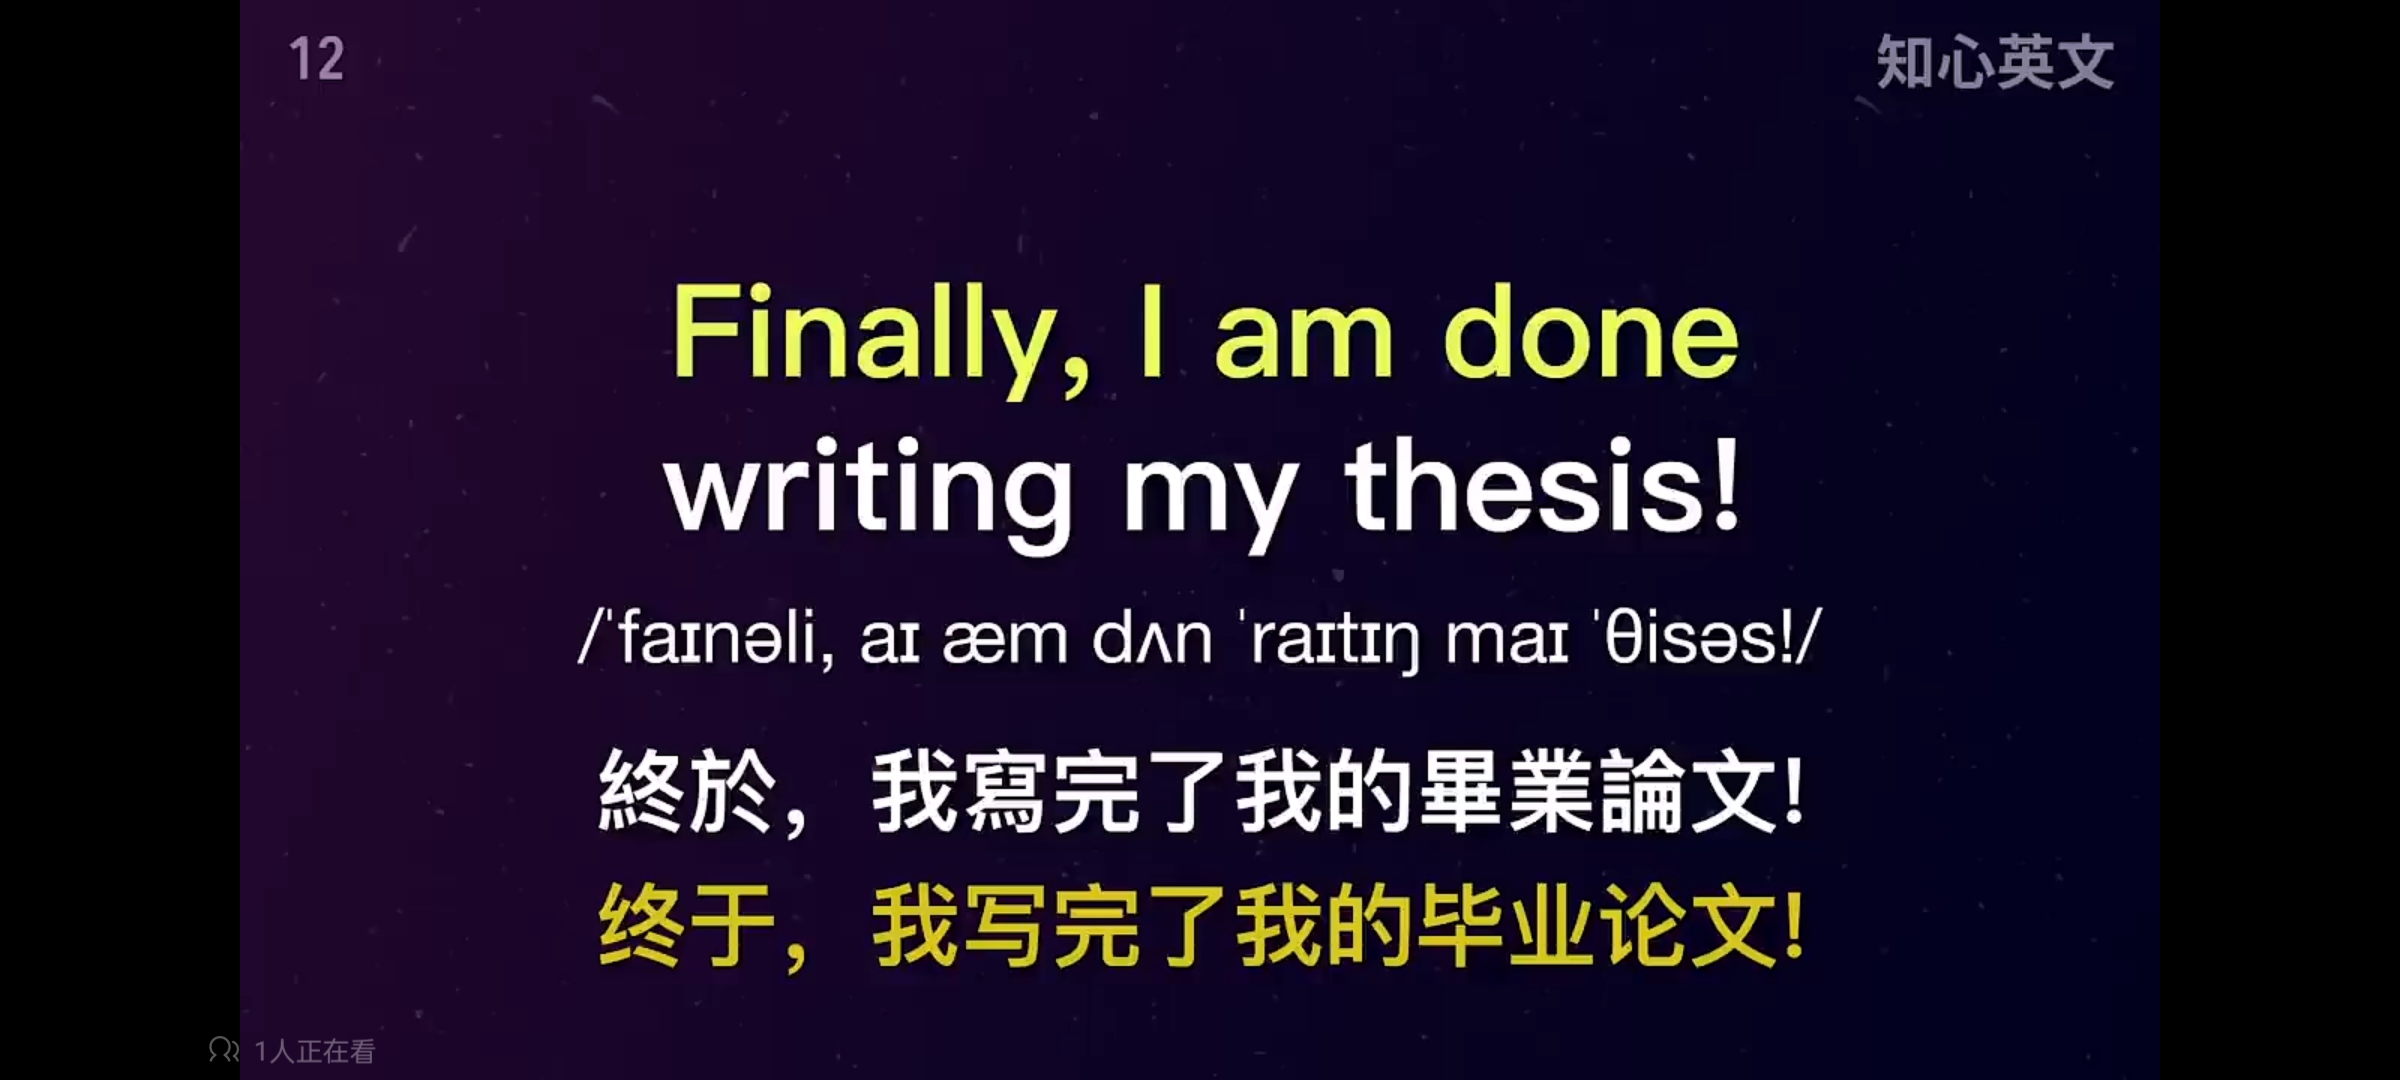 12
知心英文
Finally, I am done
writing my thesis!
/ˈfaɪnəli, aɪ æm dʌn ˈraɪtɪŋ maɪ ˈθisəs!/
終於，我寫完了我的畢業論文!
终于，我写完了我的毕业论文!
1人正在看